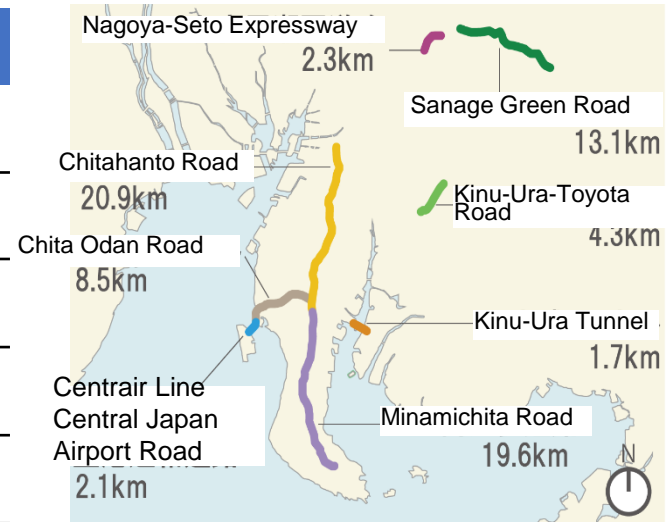 Nagoya-Seto Expressway
2.3km
Sanage Green Road
13.1km
Chitahanto Road
20.9km
Kinu-Ura-Toyota
Road
4.3km
Chita Odan Road
8.5km
Kinu-Ura Tunnel
1.7km
Centrair Line
Central Japan
Airport Road
2.1km
Minamichita Road
19.6km
N